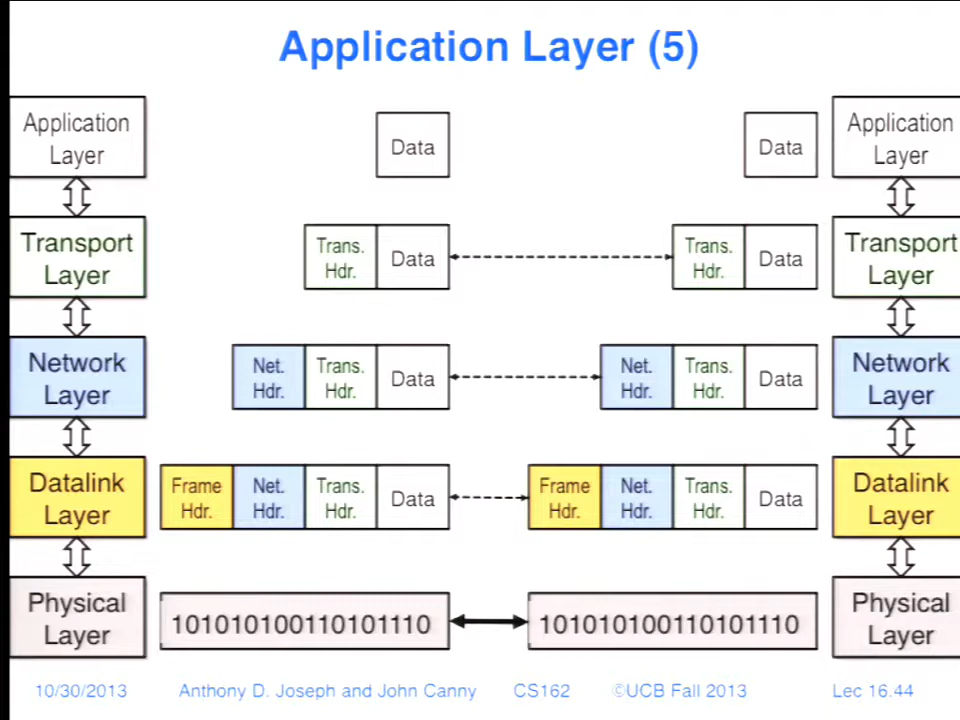 Application Layer (5)
Application
Layer
Data
Data
Application
Layer
Transport
Layer
Trans.
Hdr.
Data
Trans.
Hdr.
Data
Transport
Layer
Network
Layer
Net.
Hdr.
Trans.
Hdr.
Data
Net.
Hdr.
Trans.
Hdr.
Data
Network
Layer
Datalink
Layer
Frame
Hdr.
Net.
Hdr.
Trans.
Hdr.
Data
Frame
Hdr.
Net.
Hdr.
Trans.
Hdr.
Data
Datalink
Layer
Physical
Layer
101010100110101110
101010100110101110
Physical
Layer
10/30/2013 Anthony D. Joseph and John Canny CS162 ©UCB Fall 2013 Lec 16.44